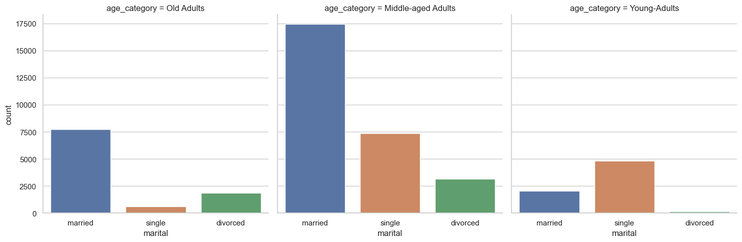 age_category = Old Adults
age_category = Middle-aged Adults
age_category = Young-Adults
17500
15000
12500
10000
7500
5000
2500
0
count
married single divorced
married single divorced
married single divorced
marital
marital
marital